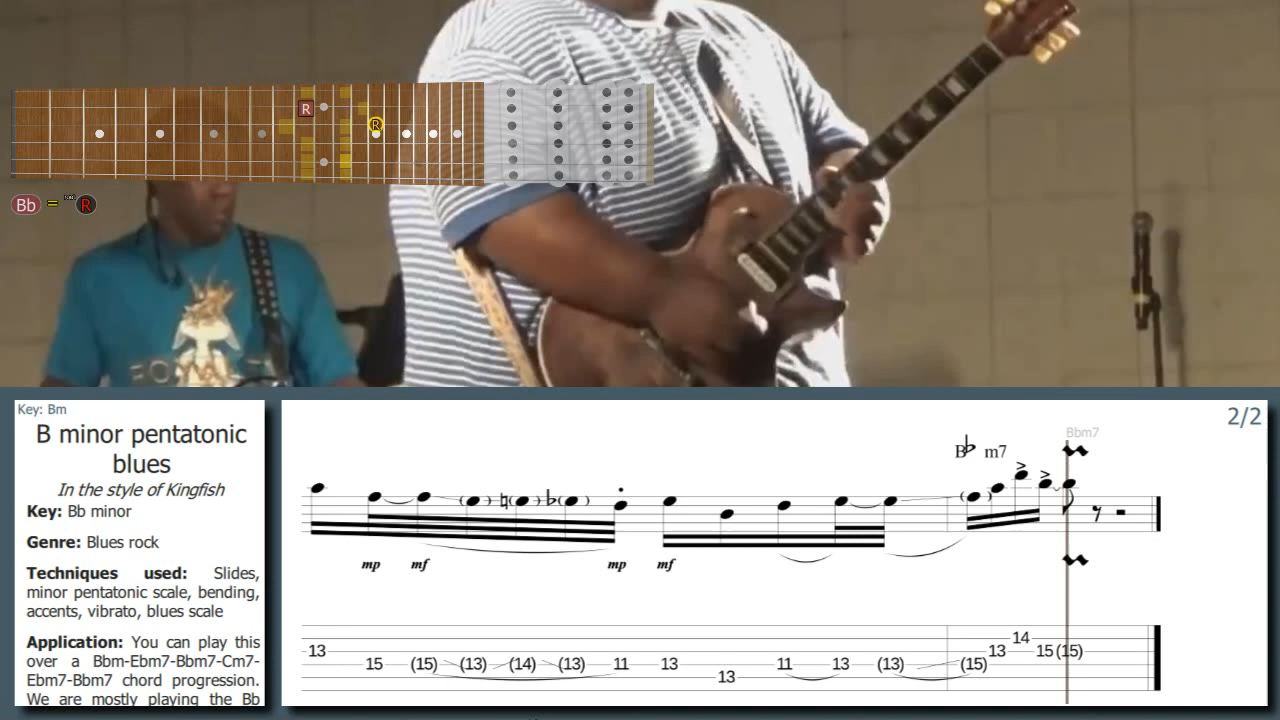 R
R
Bb = R
FORMAT
Key: Bm
B minor pentatonic
blues
In the style of Kingfish
Key: Bb minor
Genre: Blues rock
Techniques used: Slides,
minor pentatonic scale, bending,
accents, vibrato, blues scale
Application: You can play this
over a Bbm-Ebm7-Bbm7-Cm7-
Ebm7-Bbm7 chord progression.
We are mostly playing the Bb
2/2
Bbm7
B♭ m7
mp mf mp mf
14
13 13 15 (15)
15 (15) (13) (14) (13) 11 13 11 13 (13) (15)
13